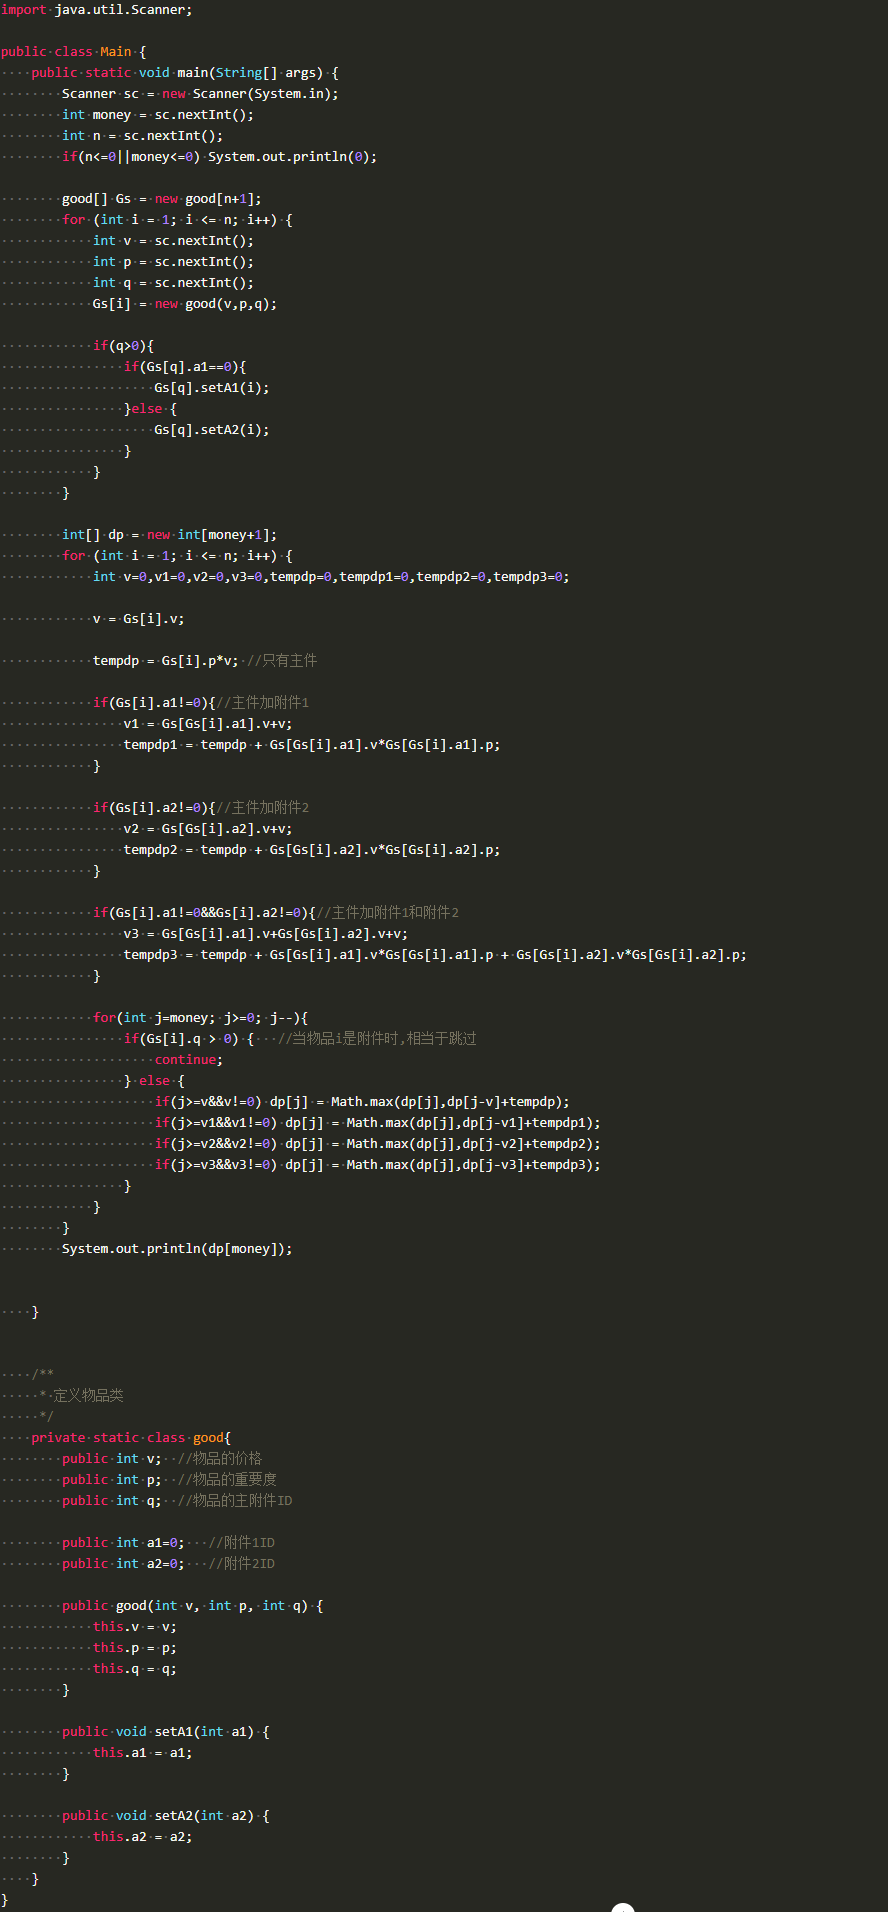 import java.util.Scanner;
public class Main {
public static void main(String[] args) {
Scanner sc = new Scanner(System.in);
int money = sc.nextInt();
int n = sc.nextInt();
if(n<=0||money<=0) System.out.println(0);
good[] Gs = new good[n+1];
for (int i = 1; i <= n; i++) {
int v = sc.nextInt();
int p = sc.nextInt();
int q = sc.nextInt();
Gs[i] = new good(v,p,q);
if(q>0){
if(Gs[q].a1==0){
Gs[q].setA1(i);
}else {
Gs[q].setA2(i);
}
}
}
int[] dp = new int[money+1];
for (int i = 1; i <= n; i++) {
int v=0,v1=0,v2=0,v3=0,tempdp=0,tempdp1=0,tempdp2=0,tempdp3=0;
v = Gs[i].v;
tempdp = Gs[i].p*v; //只有主件
if(Gs[i].a1!=0){//主件加附件1
v1 = Gs[Gs[i].a1].v+v;
tempdp1 = tempdp + Gs[Gs[i].a1].v*Gs[Gs[i].a1].p;
}
if(Gs[i].a2!=0){//主件加附件2
v2 = Gs[Gs[i].a2].v+v;
tempdp2 = tempdp + Gs[Gs[i].a2].v*Gs[Gs[i].a2].p;
}
if(Gs[i].a1!=0&&Gs[i].a2!=0){//主件加附件1和附件2
v3 = Gs[Gs[i].a1].v+Gs[Gs[i].a2].v+v;
tempdp3 = tempdp + Gs[Gs[i].a1].v*Gs[Gs[i].a1].p + Gs[Gs[i].a2].v*Gs[Gs[i].a2].p;
}
for(int j=money; j>=0; j--){
if(Gs[i].q > 0) {   //当物品i是附件时,相当于跳过
continue;
} else {
if(j>=v&&v!=0) dp[j] = Math.max(dp[j],dp[j-v]+tempdp);
if(j>=v1&&v1!=0) dp[j] = Math.max(dp[j],dp[j-v1]+tempdp1);
if(j>=v2&&v2!=0) dp[j] = Math.max(dp[j],dp[j-v2]+tempdp2);
if(j>=v3&&v3!=0) dp[j] = Math.max(dp[j],dp[j-v3]+tempdp3);
}
}
}
System.out.println(dp[money]);
}
/**
* 定义物品类
*/
private static class good{
public int v;  //物品的价格
public int p;  //物品的重要度
public int q;  //物品的主附件ID
public int a1=0;   //附件1ID
public int a2=0;   //附件2ID
public good(int v, int p, int q) {
this.v = v;
this.p = p;
this.q = q;
}
public void setA1(int a1) {
this.a1 = a1;
}
public void setA2(int a2) {
this.a2 = a2;
}
}
}